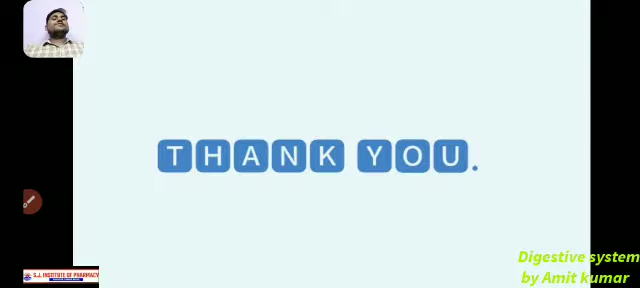 THANK YOU.
S.J. INSTITUTE OF PHARMACY
Digestive system
by Amit kumar